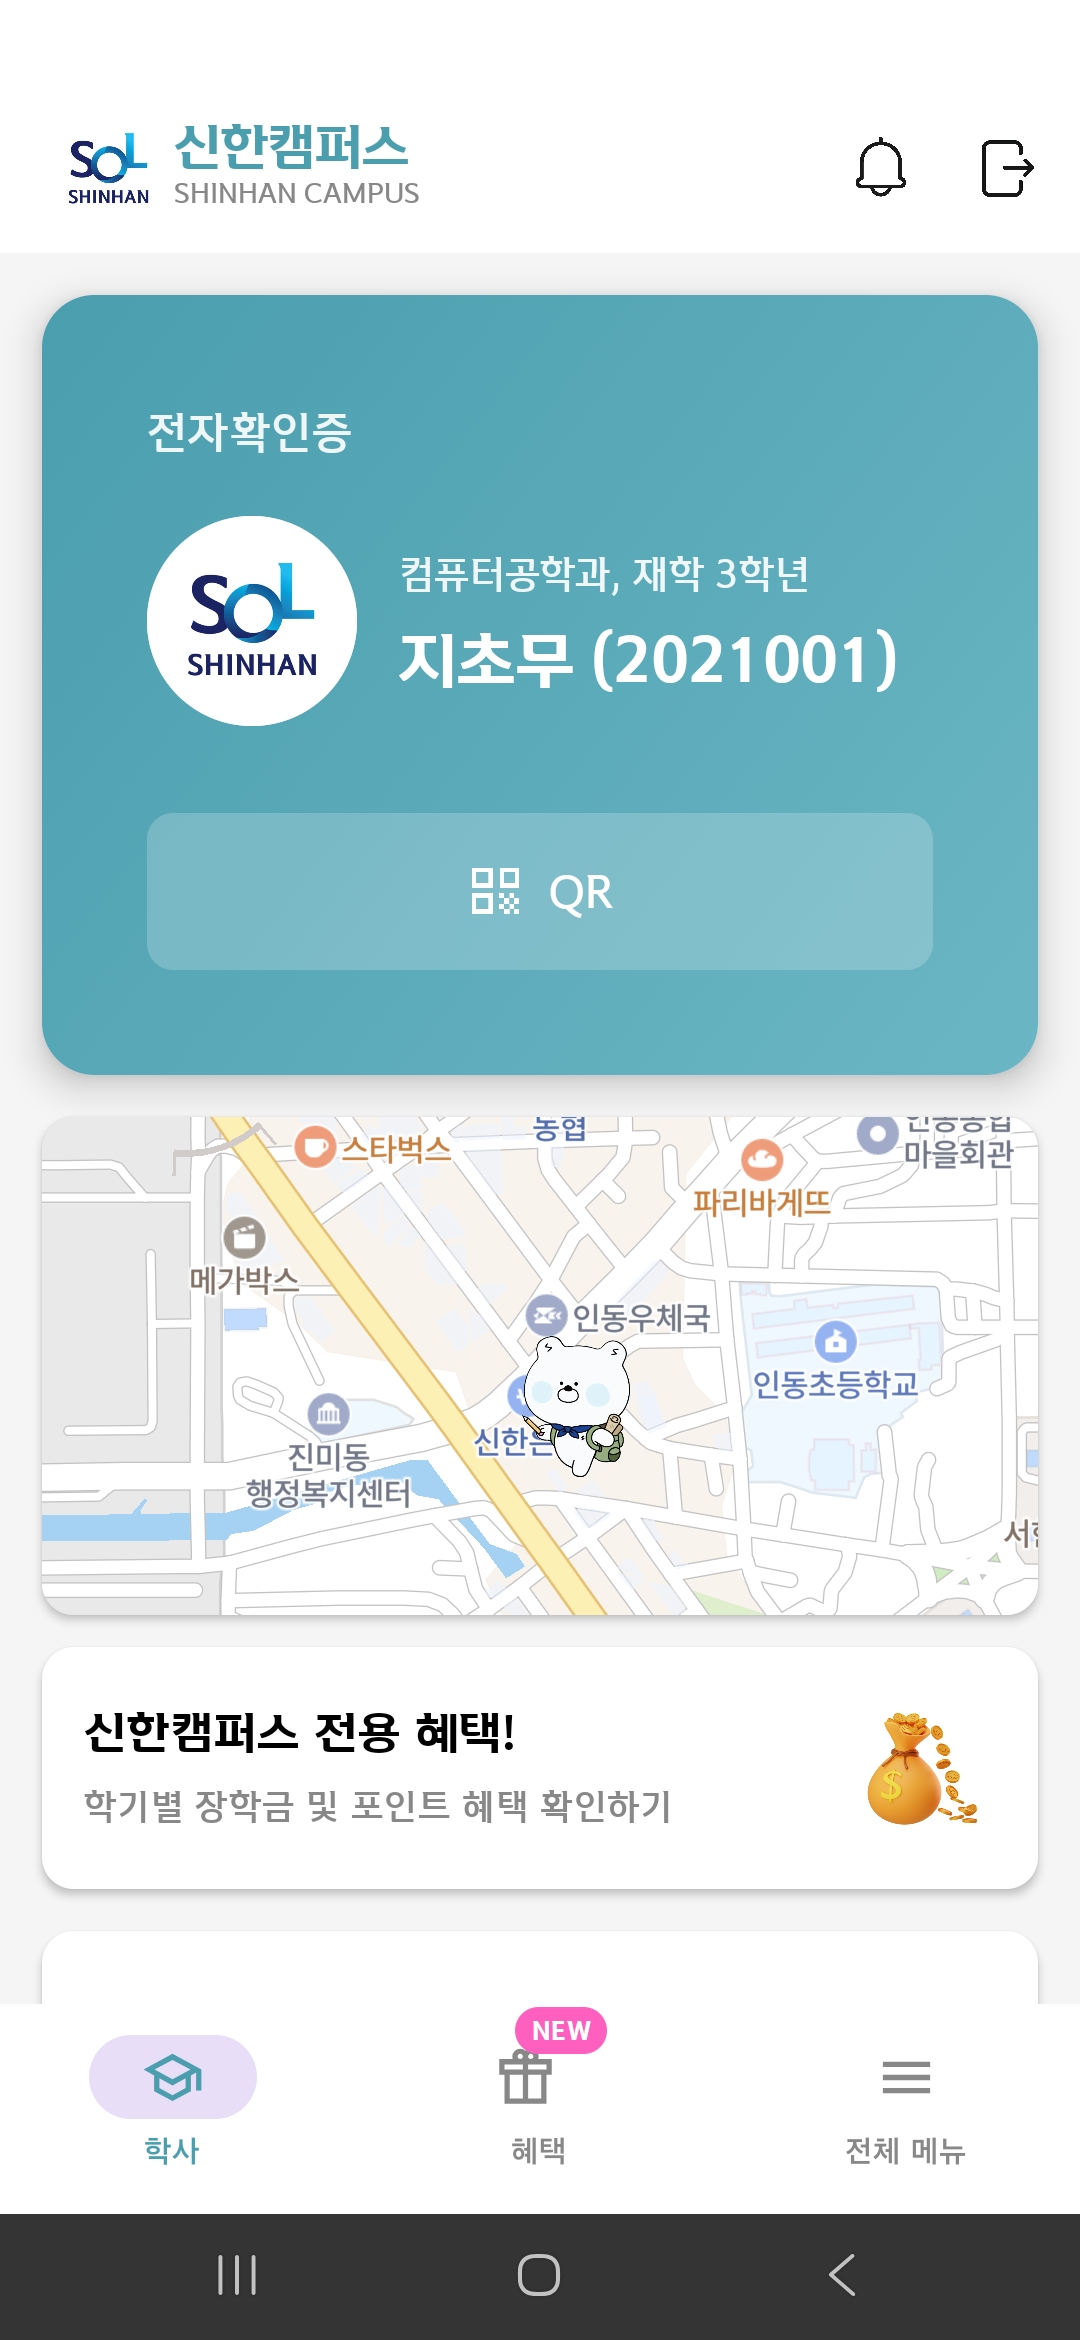 SOL
SHINHAN
신한캠퍼스
SHINHAN CAMPUS
전자확인증
SOL
SHINHAN
컴퓨터공학과, 재학 3학년
지초무 (2021001)
QR
농협
스타벅스
마을회관
파리바게뜨
메가박스
인동우체국
인동초등학교
신한은
진미동
행정복지센터
신한캠퍼스 전용 혜택!
학기별 장학금 및 포인트 혜택 확인하기
$
NEW
학사
혜택
전체 메뉴